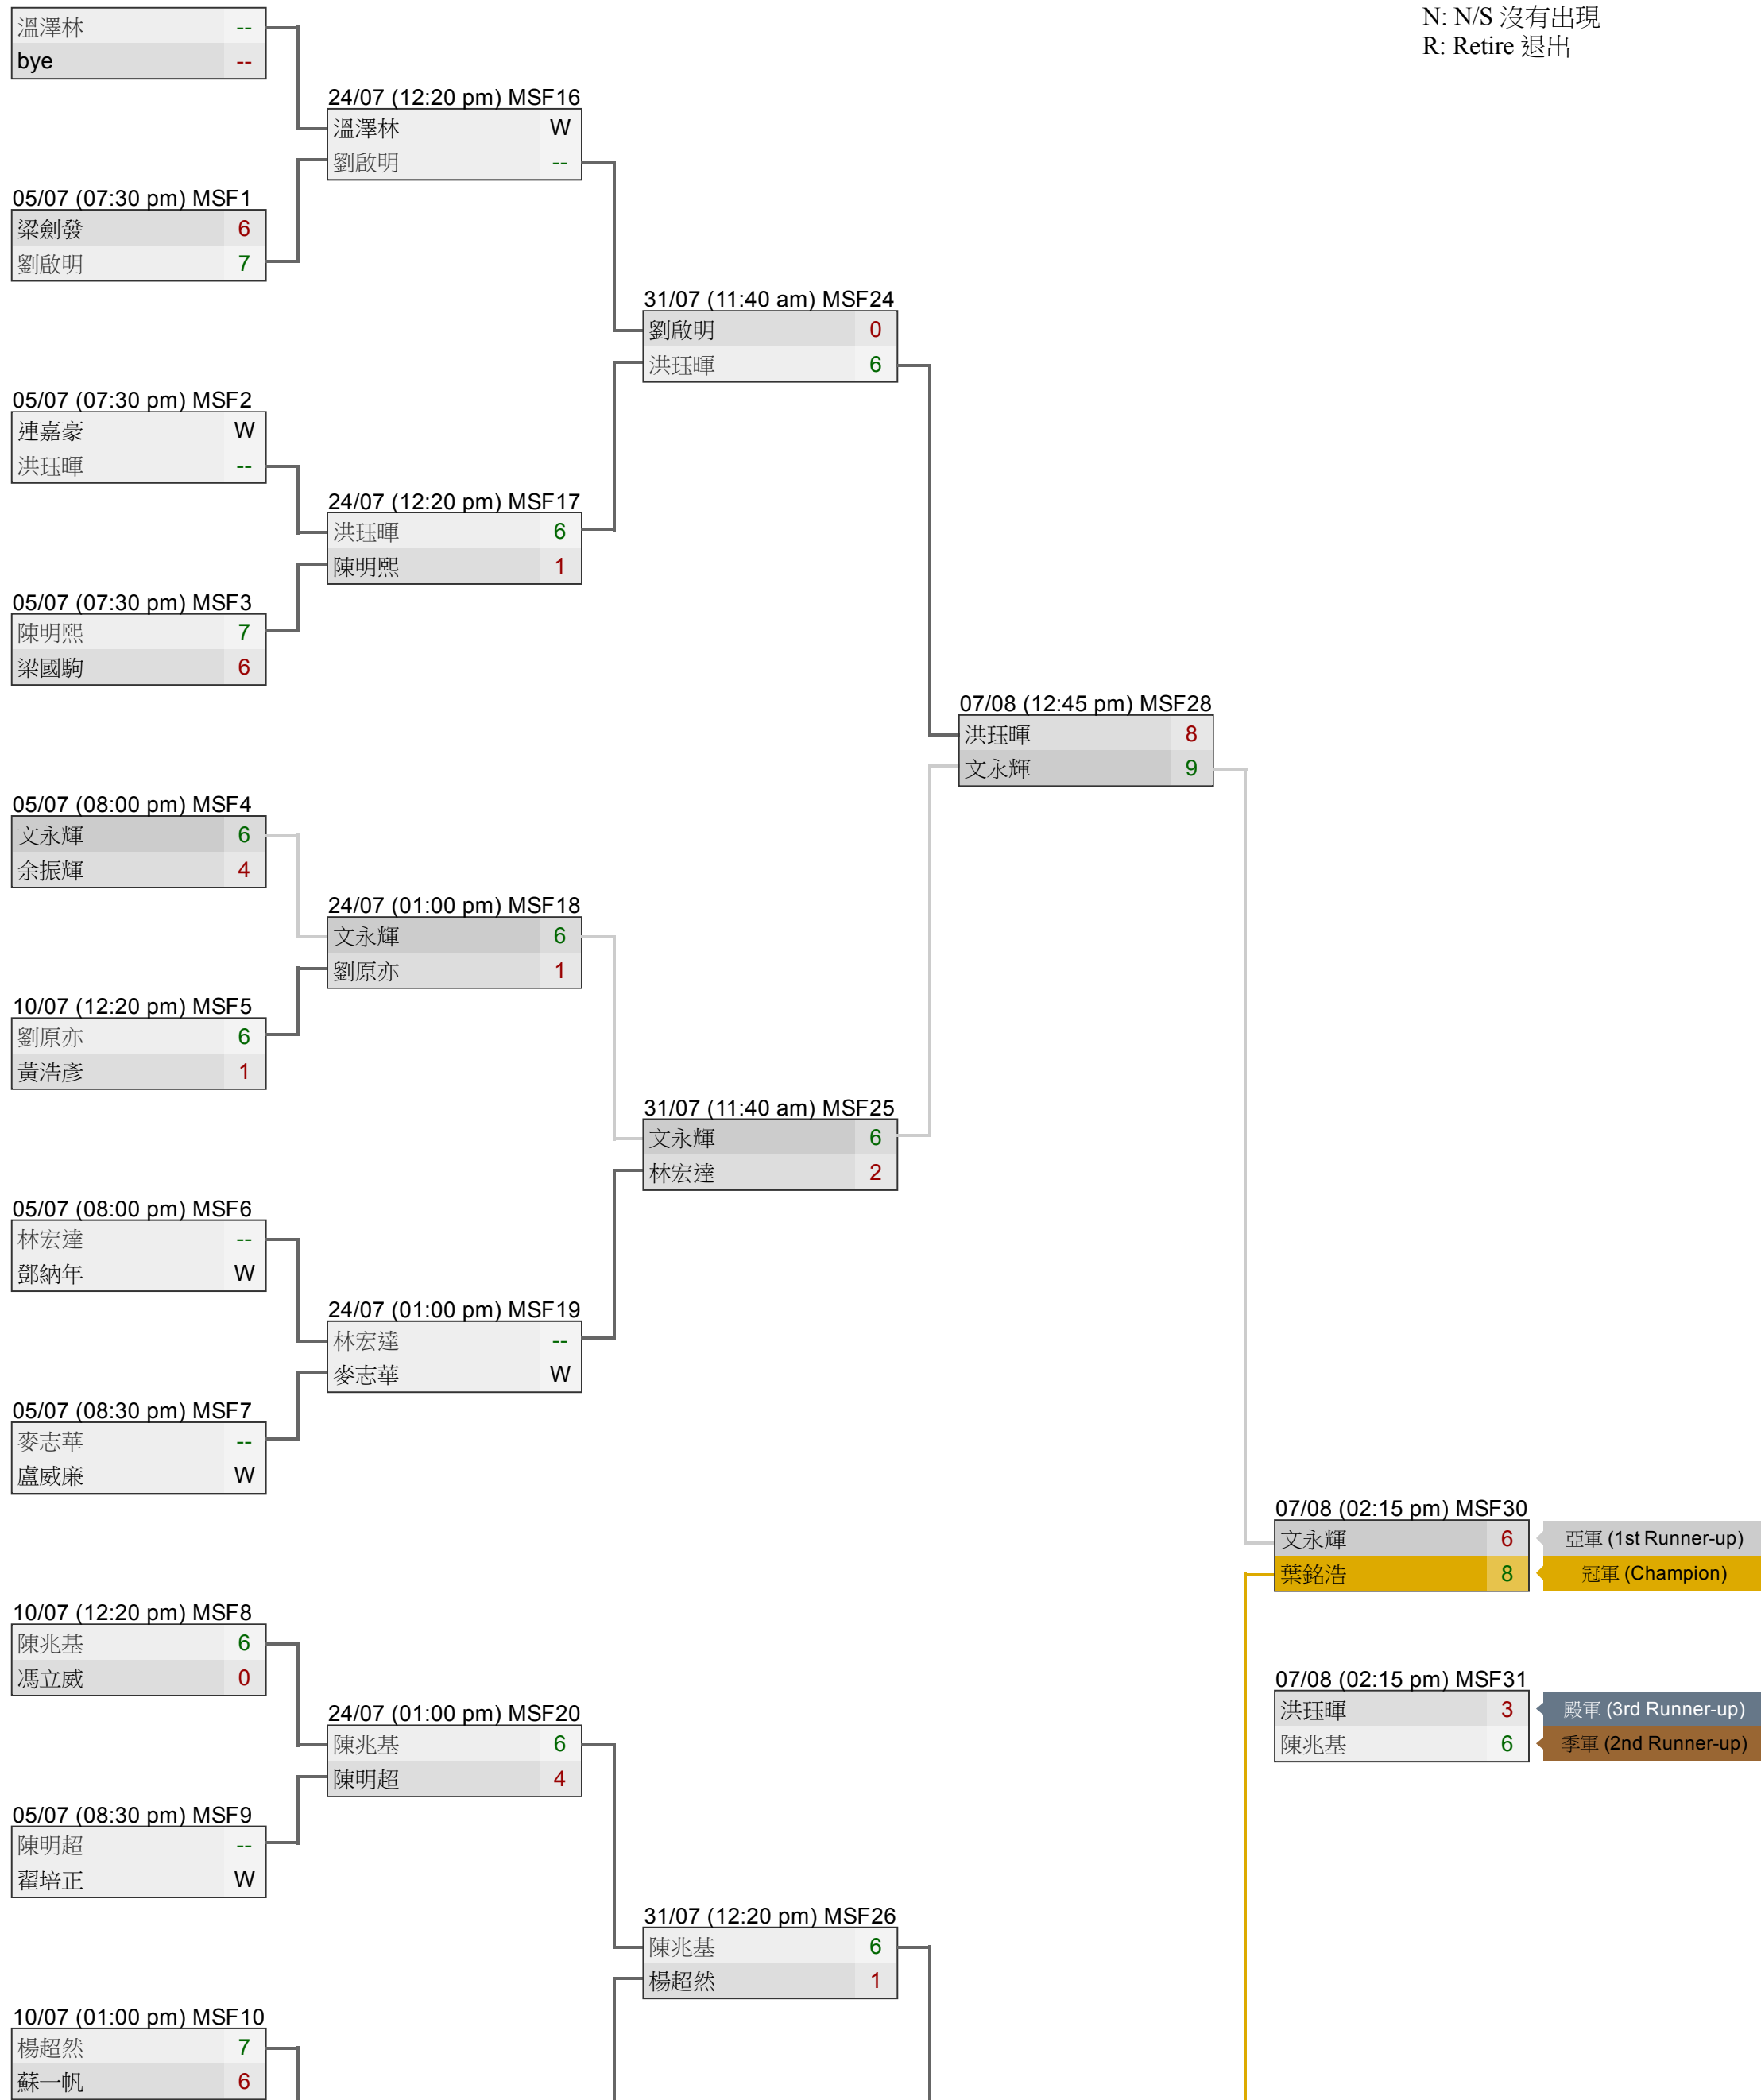 N: N/S 沒有出現
R: Retire 退出
溫澤林 --
bye --
24/07 (12:20 pm) MSF16
溫澤林 W
劉啟明 --
05/07 (07:30 pm) MSF1
梁劍發 6
劉啟明 7
31/07 (11:40 am) MSF24
劉啟明 0
洪玨暉 6
05/07 (07:30 pm) MSF2
連嘉豪 W
洪玨暉 --
24/07 (12:20 pm) MSF17
洪玨暉 6
陳明熙 1
05/07 (07:30 pm) MSF3
陳明熙 7
梁國駒 6
07/08 (12:45 pm) MSF28
洪玨暉 8
文永輝 9
05/07 (08:00 pm) MSF4
文永輝 6
余振輝 4
24/07 (01:00 pm) MSF18
文永輝 6
劉原亦 1
10/07 (12:20 pm) MSF5
劉原亦 6
黃浩彥 1
31/07 (11:40 am) MSF25
文永輝 6
林宏達 2
05/07 (08:00 pm) MSF6
林宏達 --
鄧納年 W
24/07 (01:00 pm) MSF19
林宏達 --
麥志華 W
05/07 (08:30 pm) MSF7
麥志華 --
盧威廉 W
07/08 (02:15 pm) MSF30
文永輝 6 亞軍 (1st Runner-up)
葉銘浩 8 冠軍 (Champion)
10/07 (12:20 pm) MSF8
陳兆基 6
馮立威 0
07/08 (02:15 pm) MSF31
洪玨暉 3 殿軍 (3rd Runner-up)
陳兆基 6 季軍 (2nd Runner-up)
24/07 (01:00 pm) MSF20
陳兆基 6
陳明超 4
05/07 (08:30 pm) MSF9
陳明超 --
翟培正 W
31/07 (12:20 pm) MSF26
陳兆基 6
楊超然 1
10/07 (01:00 pm) MSF10
楊超然 7
蘇一帆 6